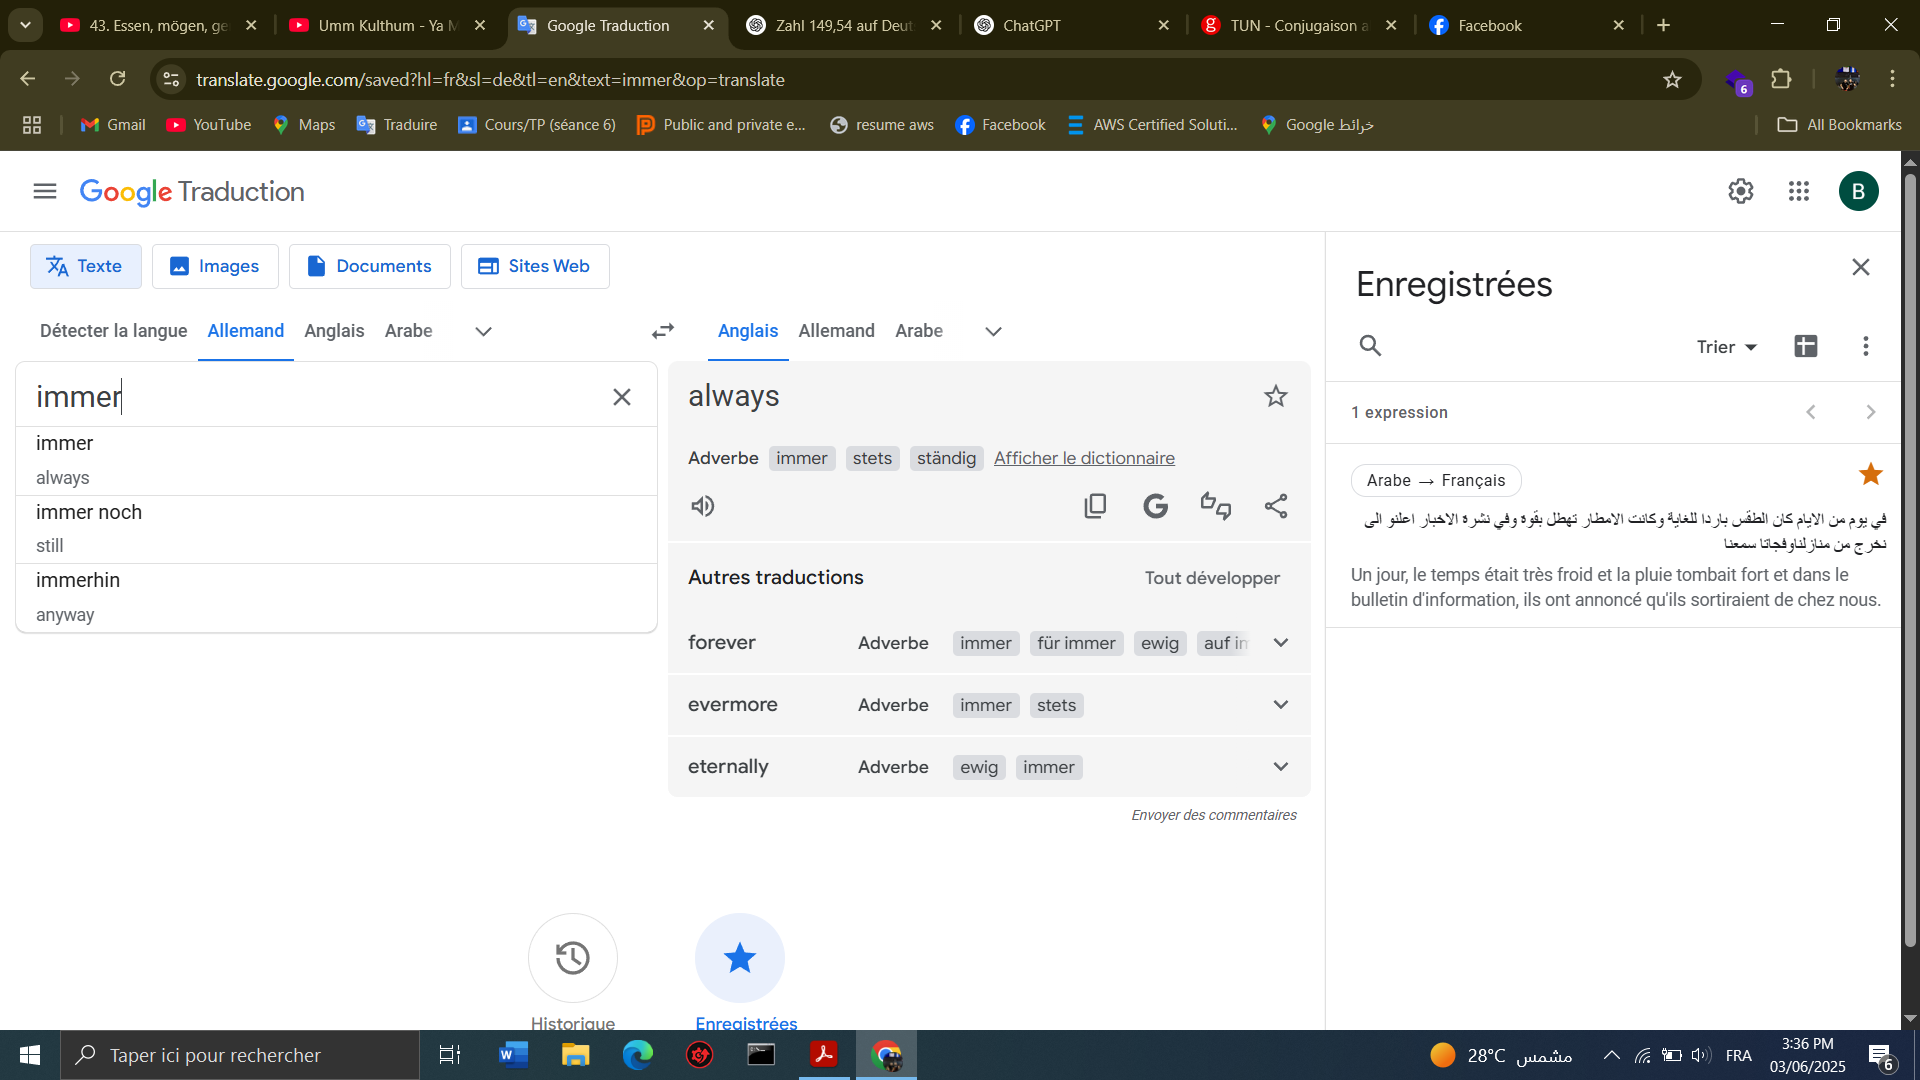 43. Essen, mögen, ge
Umm Kulthum - Ya M
Google Traduction
Zahl 149,54 auf Deut
ChatGPT
TUN - Conjugaison a
Facebook
translate.google.com/saved?hl=fr&sl=de&tl=en&text=immer&op=translate
6
Gmail
YouTube
Maps
Traduire
Cours/TP (séance 6)
Public and private e...
resume aws
Facebook
AWS Certified Soluti...
خرائط Google
All Bookmarks
Google Traduction
B
Texte
Images
Documents
Sites Web
Détecter la langue
Allemand
Anglais
Arabe
Anglais
Allemand
Arabe
immer
immer
always
immer noch
still
immerhin
anyway
always
Adverbe immer stets ständig Afficher le dictionnaire
Autres traductions
Tout développer
forever Adverbe immer für immer ewig auf im
evermore Adverbe immer stets
eternally Adverbe ewig immer
Envoyer des commentaires
Historique
Enregistrées
Enregistrées
Trier
1 expression
Arabe → Français
في يوم من الايام كان الطقس باردا للغاية وكانت الامطار تهطل بقوة وفي نشرة الاخبار اعلنو الى
نخرج من منازلناوفجاتا سمعنا
Un jour, le temps était très froid et la pluie tombait fort et dans le
bulletin d'information, ils ont annoncé qu'ils sortiraient de chez nous.
Taper ici pour rechercher
28°C مشمس
FRA
3:36 PM
03/06/2025
6